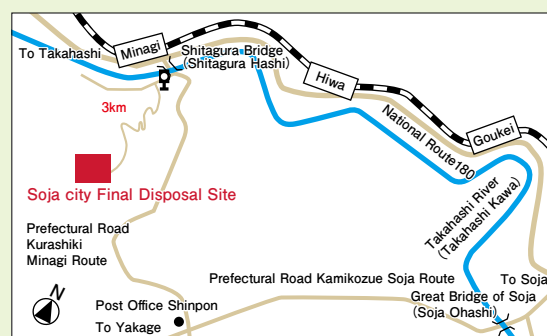 To Takahashi
Minagi
Shitagura Bridge
(Shitagura Hashi)
Hiwa
3km
National Route180
Goukei
Soja city Final Disposal Site
Takahashi River
(Takahashi Kawa)
Prefectural Road
Kurashiki
Minagi Route
Prefectural Road Kamikozue Soja Route
To Soja
Great Bridge of Soja
(Soja Ohashi)
N
Post Office Shinpon
To Yakage